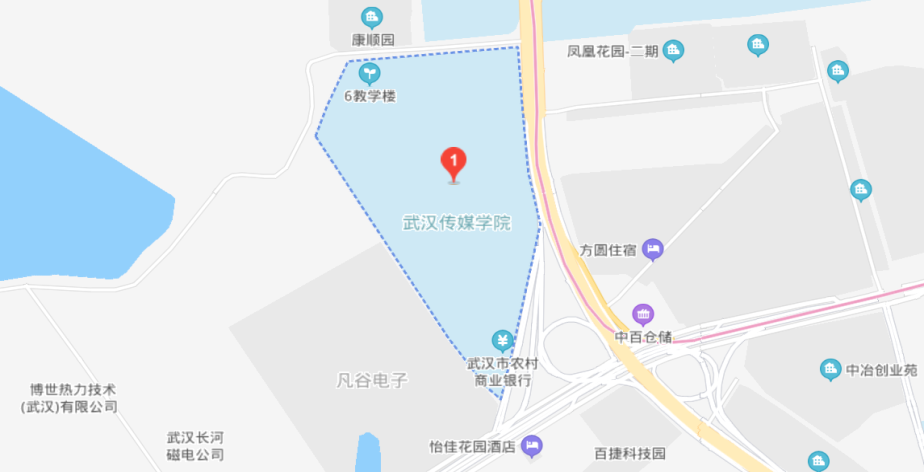 康顺园
凤凰花园-二期
6教学楼
1
武汉传媒学院
方圆住宿
中百仓储
¥
武汉市农村
商业银行
中冶创业苑
凡谷电子
博世热力技术
(武汉)有限公司
武汉长河
磁电公司
怡佳花园酒店
百捷科技园